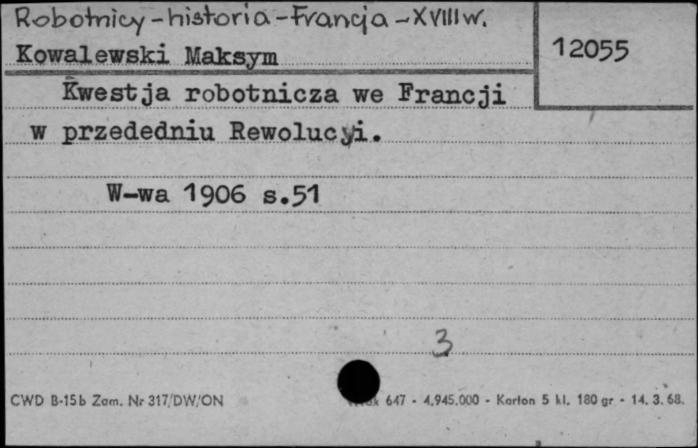 Robotnicy - historia - Francja - XVIII w.
Kowalewski Maksym
12055
Kwestja robotnicza we Francji
w przededniu Rewolucyi.
W-wa 1906 s.51
3
CWD B-15b Zam. Nr 317/DW/ON
647 - 4.945.000 - Karton 5 kl. 180 gr - 14. 3. 68.